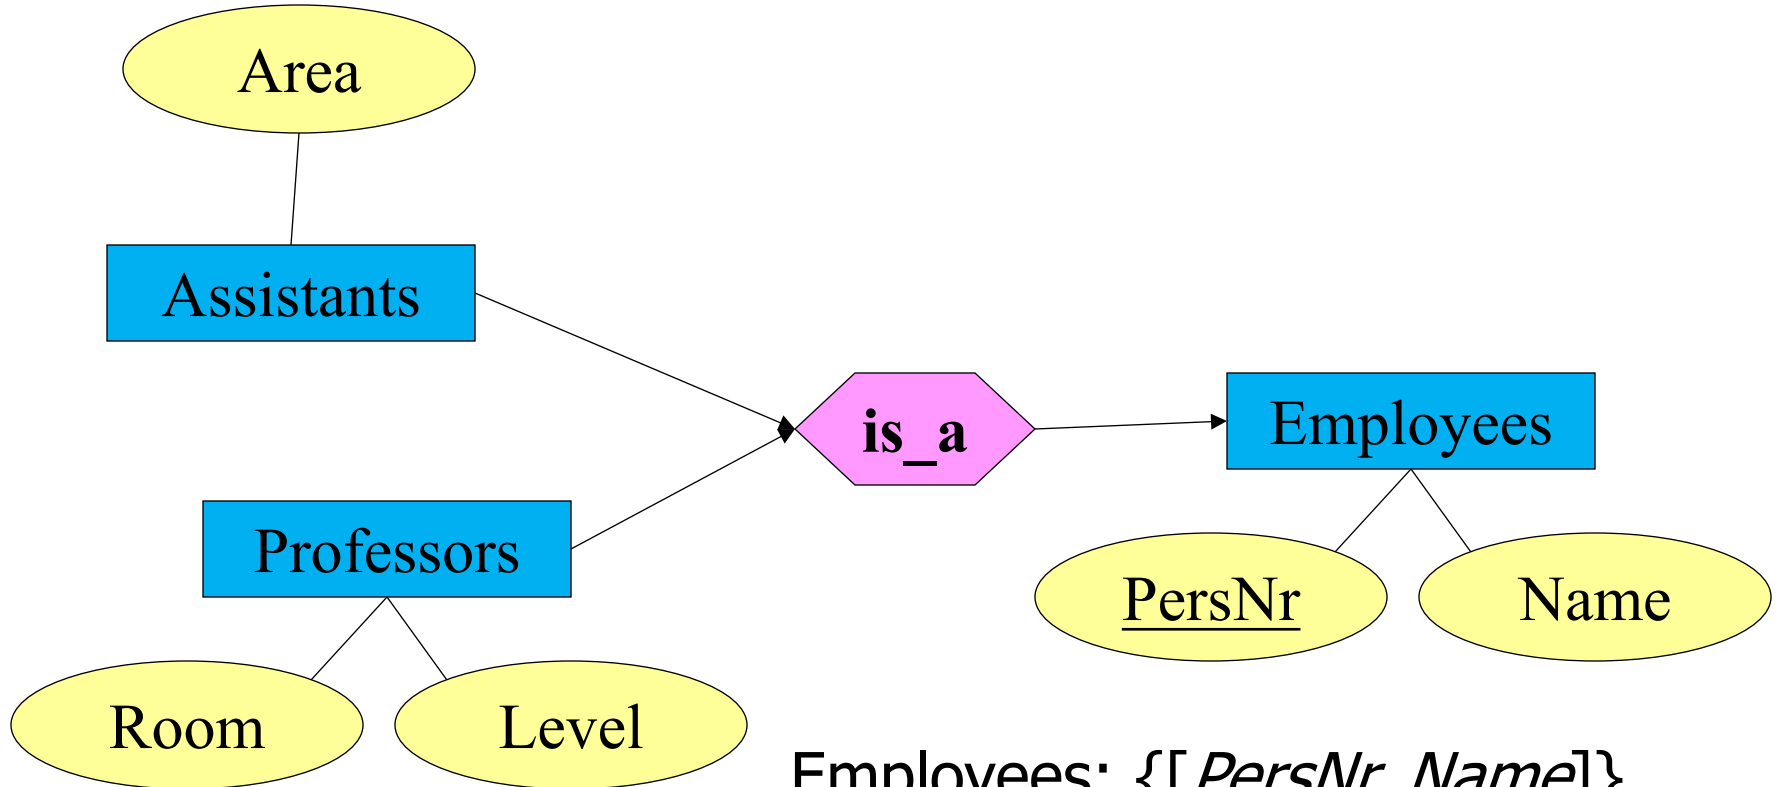 Area
Assistants
is_a
Employees
Professors
PersNr
Name
Room
Level
Employees: {[PersNr, Name]}